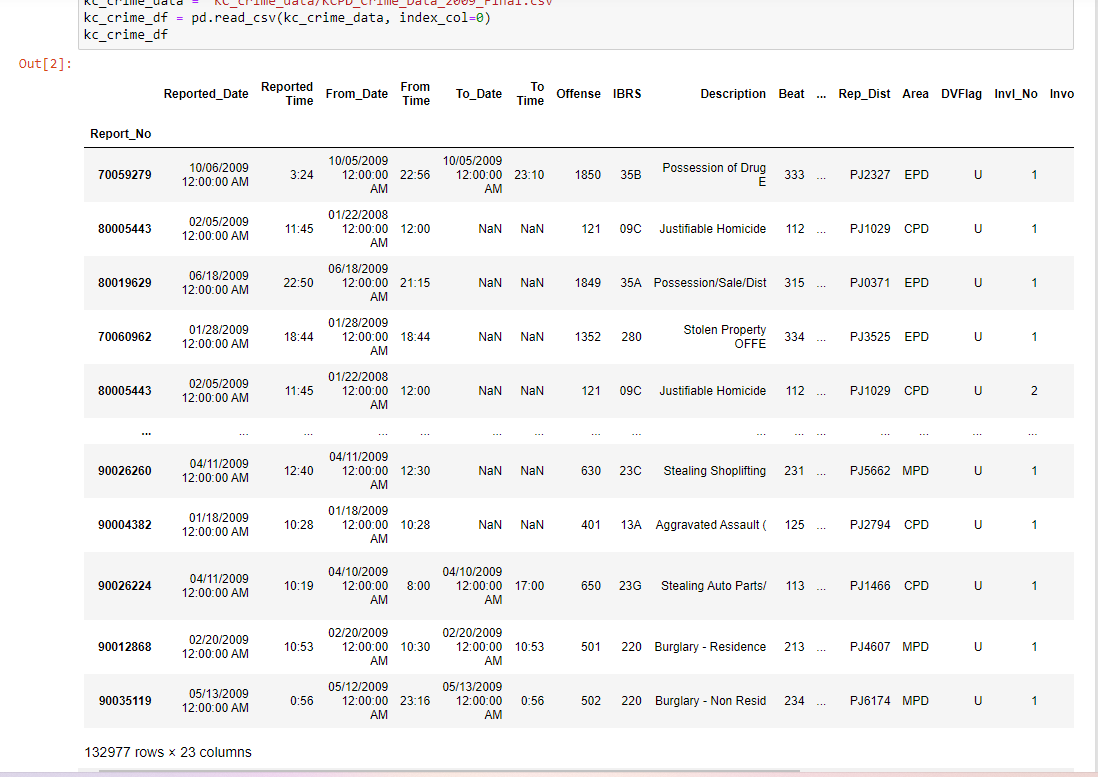 kc_crime_data = "kc_crime_data/KCPD_Crime_Data_2009_Final.csv"
kc_crime_df = pd.read_csv(kc_crime_data, index_col=0)
kc_crime_df
Out[2]:
Reported_Date Reported Time From_Date From Time To_Date To Time Offense IBRS Description Beat ... Rep_Dist Area DVFlag Invl_No Invo
Report_No
70059279 10/06/2009 12:00:00 AM 3:24 10/05/2009 12:00:00 AM 22:56 10/05/2009 12:00:00 AM 23:10 1850 35B Possession of Drug E 333 ... PJ2327 EPD U 1
80005443 02/05/2009 12:00:00 AM 11:45 01/22/2008 12:00:00 AM 12:00 NaN NaN 121 09C Justifiable Homicide 112 ... PJ1029 CPD U 1
80019629 06/18/2009 12:00:00 AM 22:50 06/18/2009 12:00:00 AM 21:15 NaN NaN 1849 35A Possession/Sale/Dist 315 ... PJ0371 EPD U 1
70060962 01/28/2009 12:00:00 AM 18:44 01/28/2009 12:00:00 AM 18:44 NaN NaN 1352 280 Stolen Property OFFE 334 ... PJ3525 EPD U 1
80005443 02/05/2009 12:00:00 AM 11:45 01/22/2008 12:00:00 AM 12:00 NaN NaN 121 09C Justifiable Homicide 112 ... PJ1029 CPD U 2
... ... ... ... ... ... ... ... ... ... ... ... ... ... ... ...
90026260 04/11/2009 12:00:00 AM 12:40 04/11/2009 12:00:00 AM 12:30 NaN NaN 630 23C Stealing Shoplifting 231 ... PJ5662 MPD U 1
90004382 01/18/2009 12:00:00 AM 10:28 01/18/2009 12:00:00 AM 10:28 NaN NaN 401 13A Aggravated Assault ( 125 ... PJ2794 CPD U 1
90026224 04/11/2009 12:00:00 AM 10:19 04/10/2009 12:00:00 AM 8:00 04/10/2009 12:00:00 AM 17:00 650 23G Stealing Auto Parts/ 113 ... PJ1466 CPD U 1
90012868 02/20/2009 12:00:00 AM 10:53 02/20/2009 12:00:00 AM 10:30 02/20/2009 12:00:00 AM 10:53 501 220 Burglary - Residence 213 ... PJ4607 MPD U 1
90035119 05/13/2009 12:00:00 AM 0:56 05/12/2009 12:00:00 AM 23:16 05/13/2009 12:00:00 AM 0:56 502 220 Burglary - Non Resid 234 ... PJ6174 MPD U 1
132977 rows × 23 columns